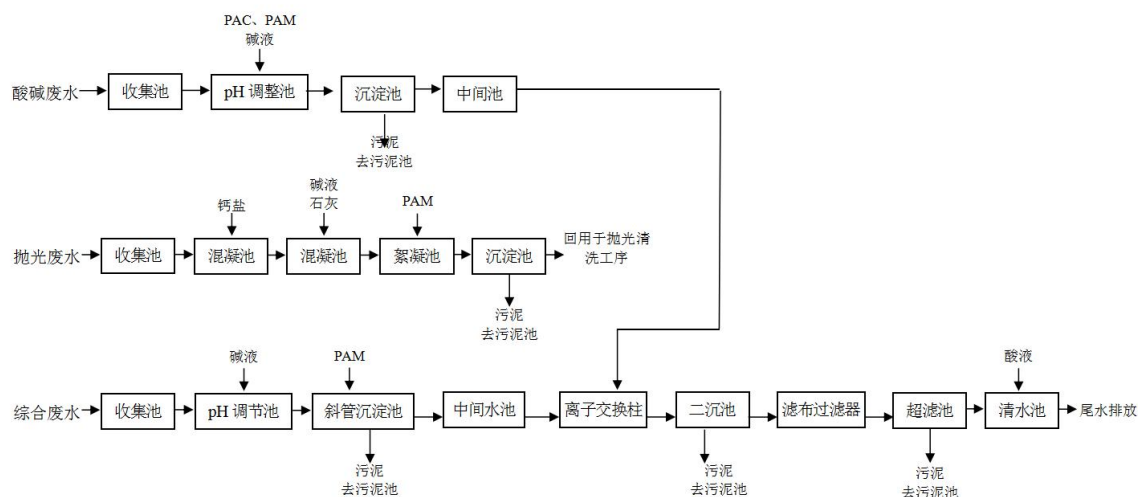 PAC、PAM
碱液
酸碱废水
收集池
pH 调整池
沉淀池
中间池
污泥
去污泥池
钙盐
碱液
石灰
PAM
抛光废水
收集池
混凝池
混凝池
絮凝池
沉淀池
回用于抛光清
洗工序
污泥
去污泥池
碱液
PAM
酸液
综合废水
收集池
pH 调节池
斜管沉淀池
中间水池
离子交换柱
二沉池
滤布过滤器
超滤池
清水池
尾水排放
污泥
去污泥池
污泥
去污泥池
污泥
去污泥池